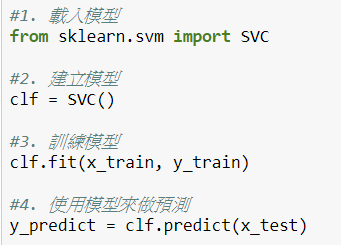 #1. 載入模型
from sklearn.svm import SVC
#2. 建立模型
clf = SVC()
#3. 訓練模型
clf.fit(x_train, y_train)
#4. 使用模型來做預測
y_predict = clf.predict(x_test)